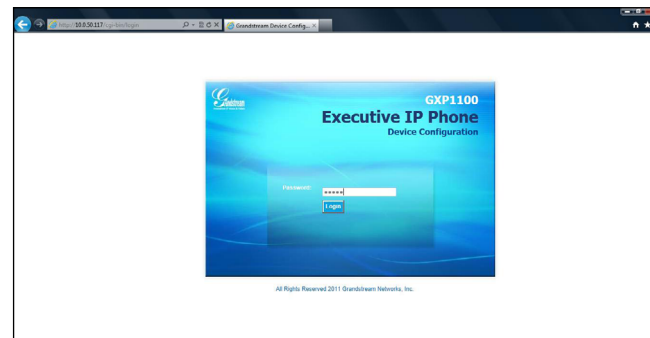 http://10.0.50.117/cgi-bin/login
Grandstream Device Config...
Grandstream
GXP1100
Executive IP Phone
Device Configuration
Password:
*****
Login
All Rights Reserved 2011 Grandstream Networks, Inc.